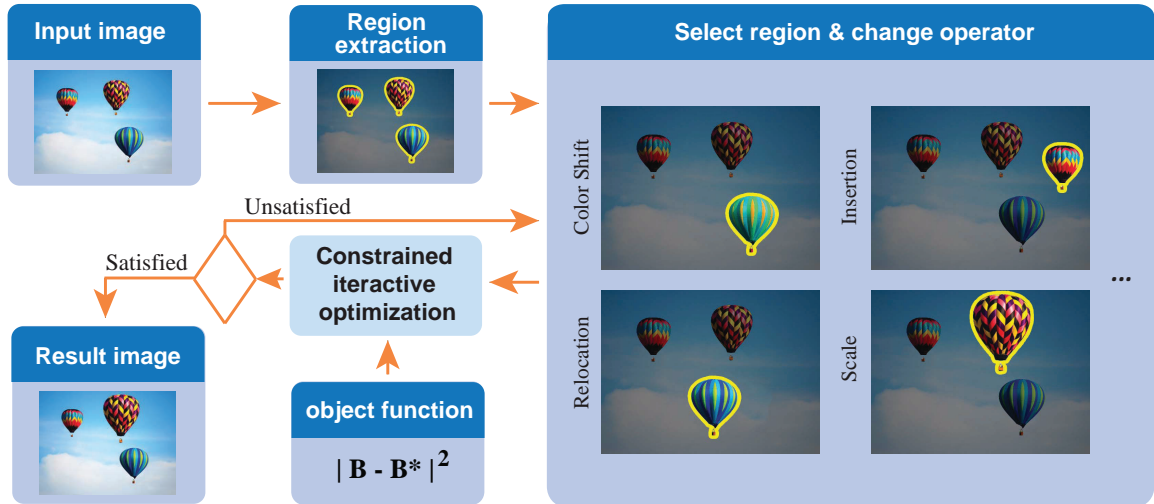 Input image
Region
extraction
Select region & change operator
Color Shift
Insertion
Unsatisfied
Satisfied
Constrained
iteractive
optimization
...
Relocation
Scale
Result image
object function
| B - B* |²